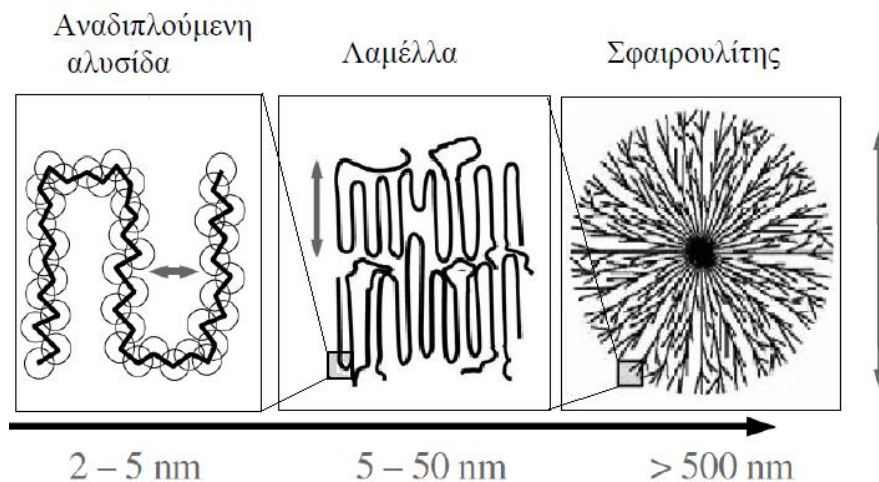 Αναδιπλούμενη
αλυσίδα
Λαμέλλα
Σφαιρουλίτης
2 – 5 nm
5 – 50 nm
> 500 nm